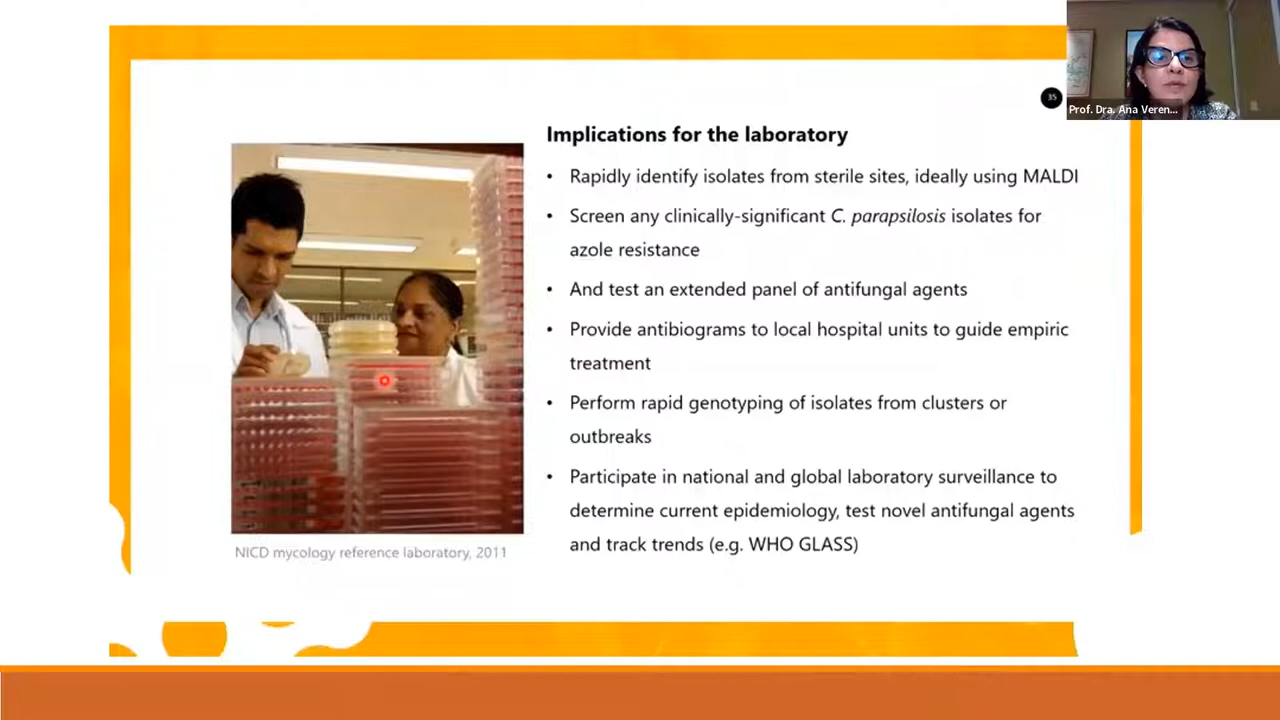 35
Prof. Dra. Ana Veren...
Implications for the laboratory
• Rapidly identify isolates from sterile sites, ideally using MALDI
• Screen any clinically-significant C. parapsilosis isolates for
azole resistance
• And test an extended panel of antifungal agents
• Provide antibiograms to local hospital units to guide empiric
treatment
• Perform rapid genotyping of isolates from clusters or
outbreaks
• Participate in national and global laboratory surveillance to
determine current epidemiology, test novel antifungal agents
and track trends (e.g. WHO GLASS)
NICD mycology reference laboratory, 2011